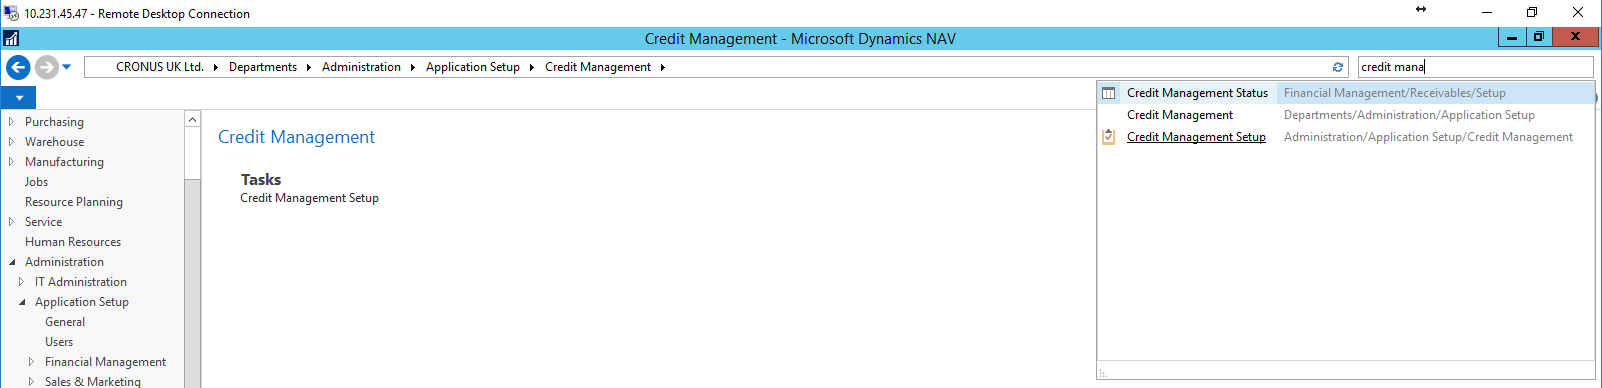 10.231.45.47 - Remote Desktop Connection
Credit Management - Microsoft Dynamics NAV
CRONUS UK Ltd. Departments Administration Application Setup Credit Management
credit mana
Credit Management Status Financial Management/Receivables/Setup
Credit Management Departments/Administration/Application Setup
Credit Management Setup Administration/Application Setup/Credit Management
Purchasing
Warehouse
Manufacturing
Jobs
Resource Planning
Service
Human Resources
Administration
IT Administration
Application Setup
General
Users
Financial Management
Sales & Marketing
Credit Management
Tasks
Credit Management Setup